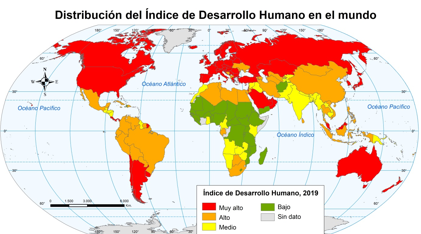 Distribución del Índice de Desarrollo Humano en el mundo
Océano Atlántico
Océano Pacífico
Océano Pacífico
Océano Índico
Índice de Desarrollo Humano, 2019
Muy alto
Alto
Medio
Bajo
Sin dato